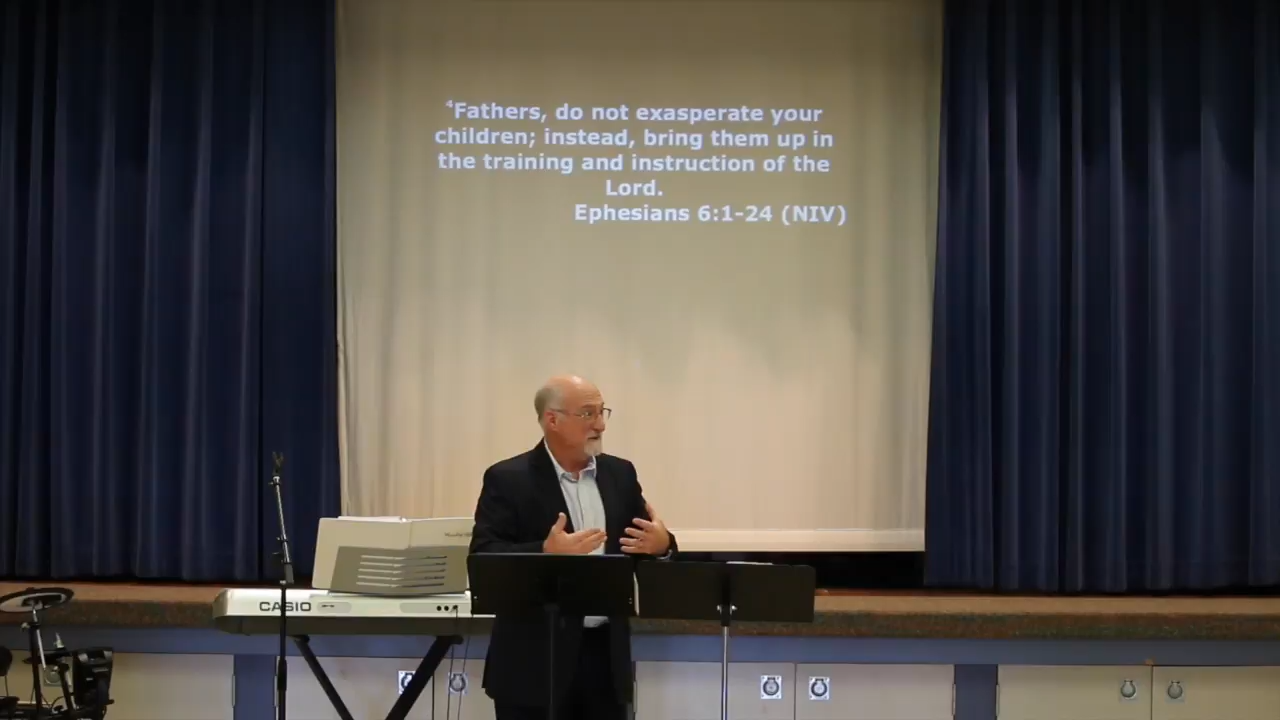 ⁴Fathers, do not exasperate your
children; instead, bring them up in
the training and instruction of the
Lord.
Ephesians 6:1-24 (NIV)
CASIO